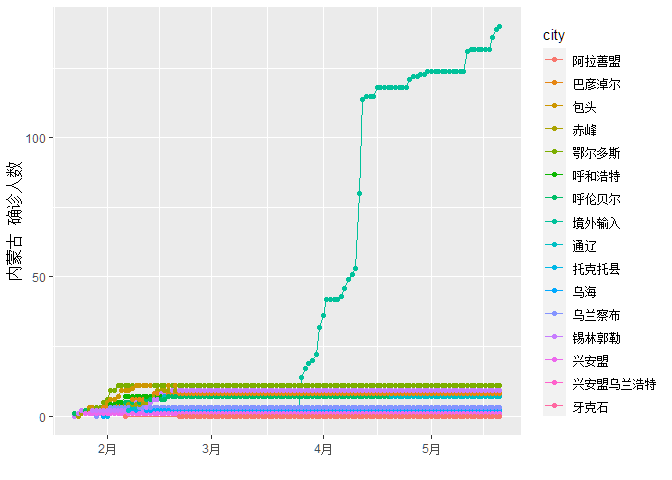 city
阿拉善盟
巴彦淖尔
包头
赤峰
鄂尔多斯
呼和浩特
呼伦贝尔
境外输入
通辽
托克托县
乌海
乌兰察布
锡林郭勒
兴安盟
兴安盟乌兰洁特
牙克石
内蒙古 确诊人数
100
50
0
2月
3月
4月
5月